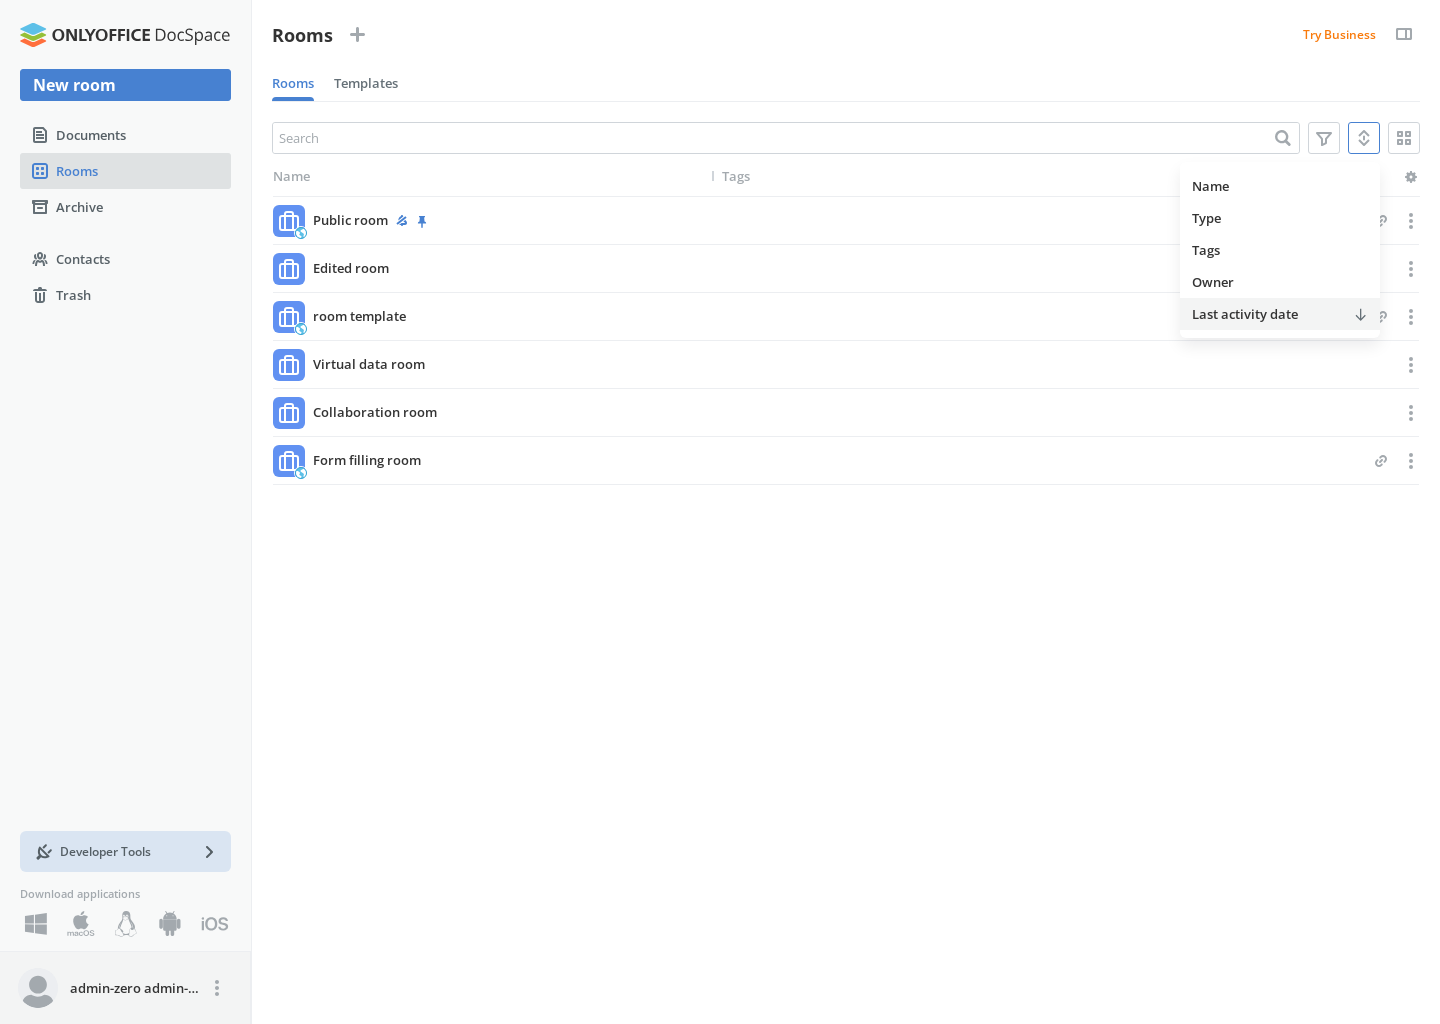 ONLYOFFICE DocSpace
New room
Documents
Rooms
Archive
Contacts
Trash
Developer Tools
Download applications
macOS
iOS
admin-zero admin-...
Rooms
Try Business
Rooms
Templates
Search
Name
Tags
Public room
Edited room
room template
Virtual data room
Collaboration room
Form filling room
Name
Type
Tags
Owner
Last activity date